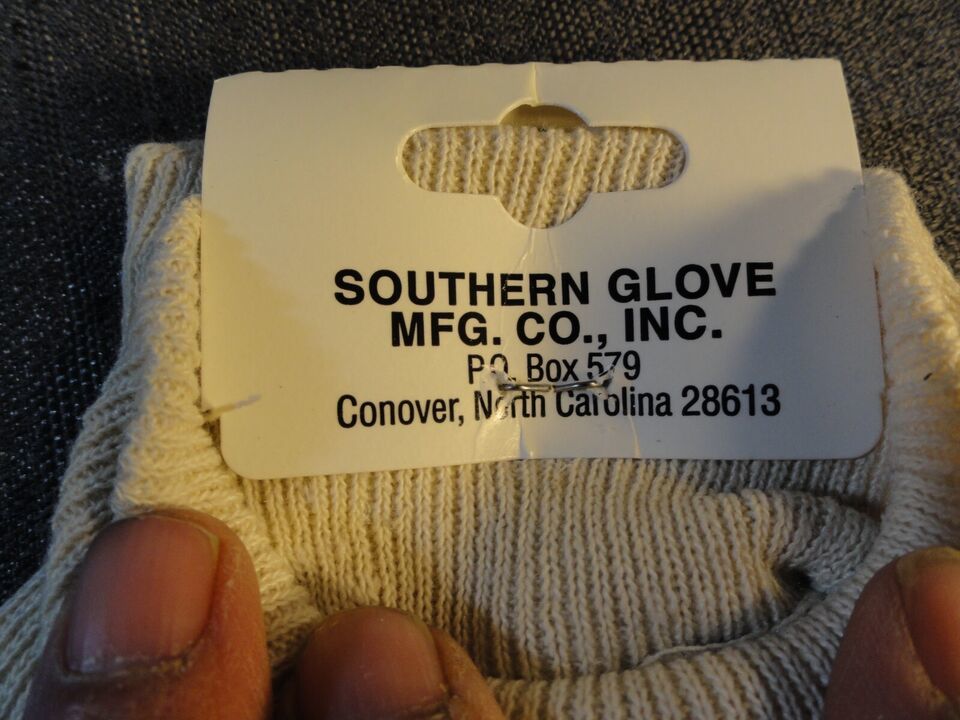 SOUTHERN GLOVE
MFG. CO., INC.
P.O. Box 579
Conover, North Carolina 28613